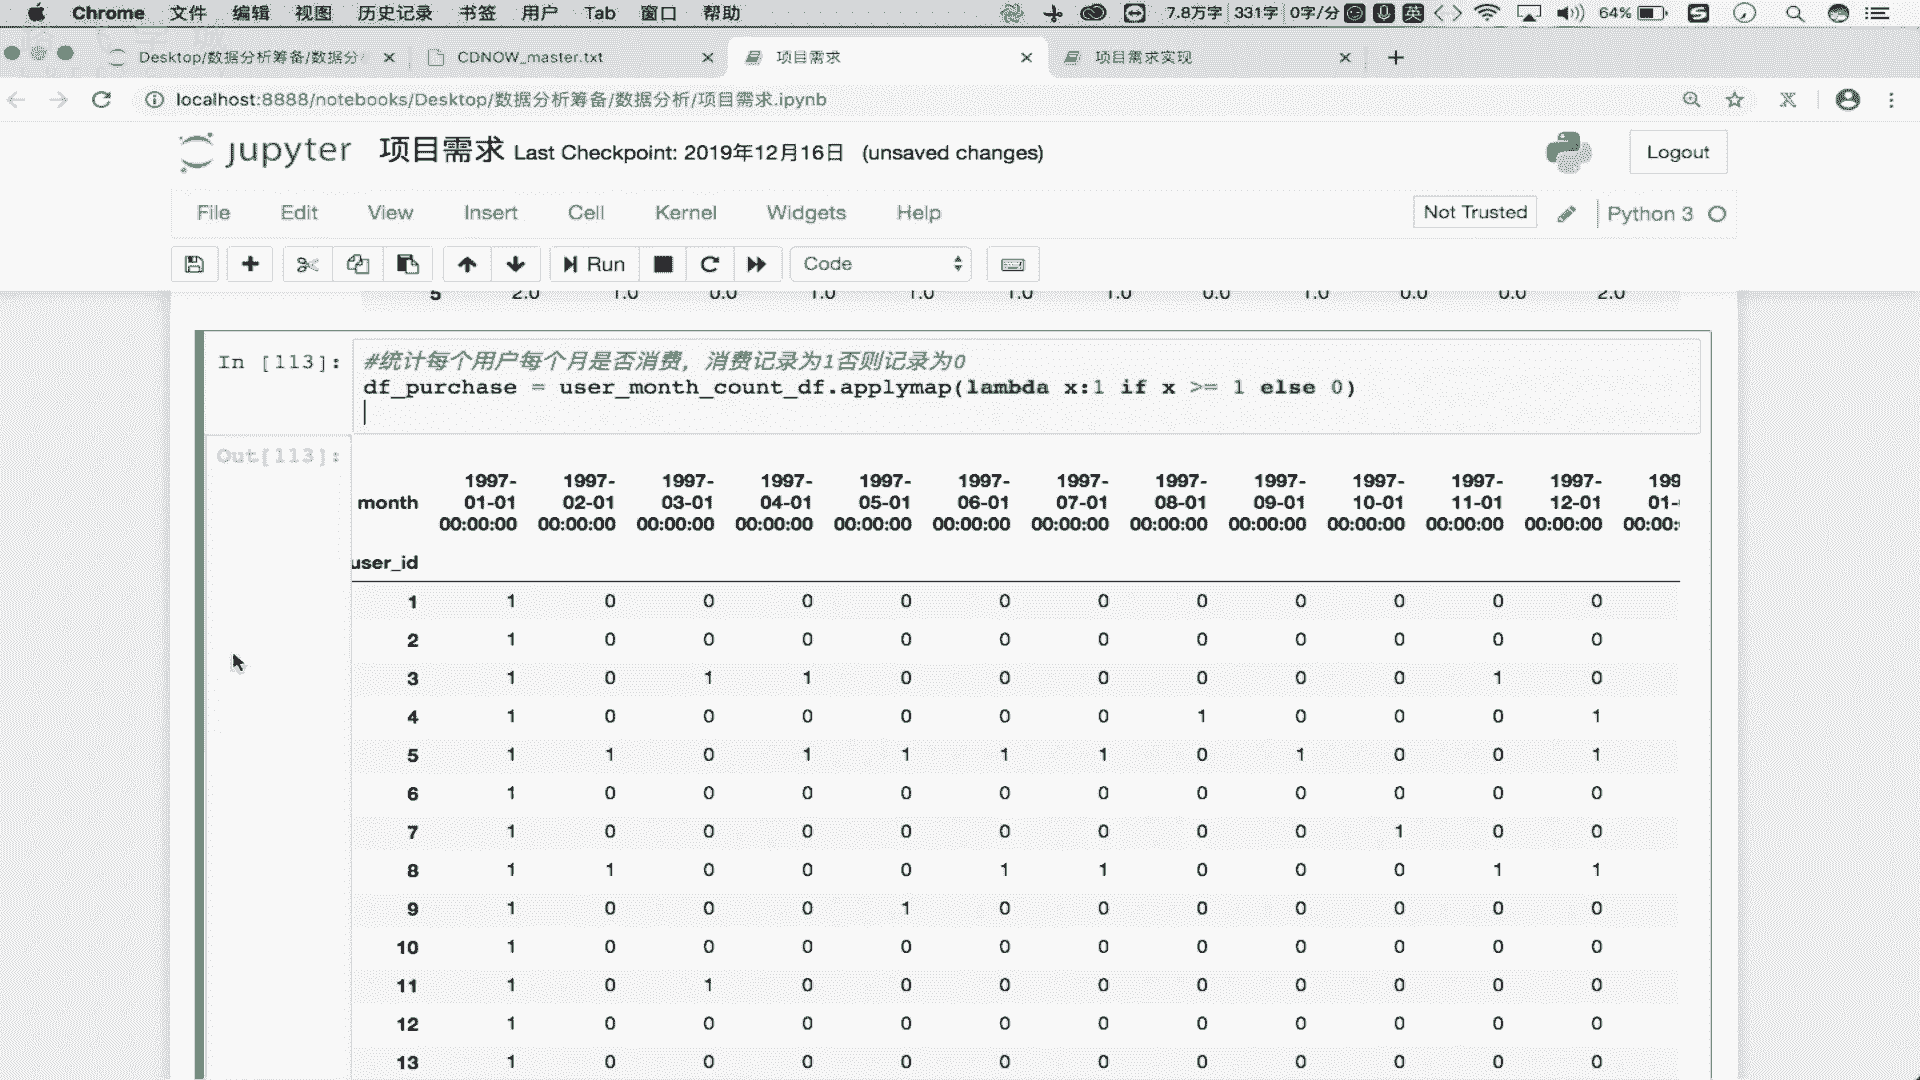 Chrome 文件 编辑 视图 历史记录 书签 用户 Tab 窗口 帮助 7.8万字 331字 0字/分 英 64%
Desktop/数据分析筹备/数据分 CDNOW_master.txt 项目需求 项目需求实现
localhost:8888/notebooks/Desktop/数据分析筹备/数据分析/项目需求.ipynb
jupyter 项目需求 Last Checkpoint: 2019年12月16日 (unsaved changes) Logout
File Edit View Insert Cell Kernel Widgets Help Not Trusted Python 3
Run Code
5 2.0 1.0 0.0 1.0 1.0 1.0 1.0 0.0 1.0 0.0 0.0 2.0
In [113]: #统计每个用户每个月是否消费，消费记录为1否则记录为0
df_purchase = user_month_count_df.applymap(lambda x:1 if x >= 1 else 0)
Out[113]:
1997- 1997- 1997- 1997- 1997- 1997- 1997- 1997- 1997- 1997- 1997- 1997- 199
month 01-01 02-01 03-01 04-01 05-01 06-01 07-01 08-01 09-01 10-01 11-01 12-01 01-
00:00:00 00:00:00 00:00:00 00:00:00 00:00:00 00:00:00 00:00:00 00:00:00 00:00:00 00:00:00 00:00:00 00:00:00 00:00:
user_id
1 1 0 0 0 0 0 0 0 0 0 0 0
2 1 0 0 0 0 0 0 0 0 0 0 0
3 1 0 1 1 0 0 0 0 0 0 1 0
4 1 0 0 0 0 0 0 1 0 0 0 1
5 1 1 0 1 1 1 1 0 1 0 0 1
6 1 0 0 0 0 0 0 0 0 0 0 0
7 1 0 0 0 0 0 0 0 0 1 0 0
8 1 1 0 0 0 1 1 0 0 0 1 1
9 1 0 0 0 1 0 0 0 0 0 0 0
10 1 0 0 0 0 0 0 0 0 0 0 0
11 1 0 1 0 0 0 0 0 0 0 0 0
12 1 0 0 0 0 0 0 0 0 0 0 0
13 1 0 0 0 0 0 0 0 0 0 0 0